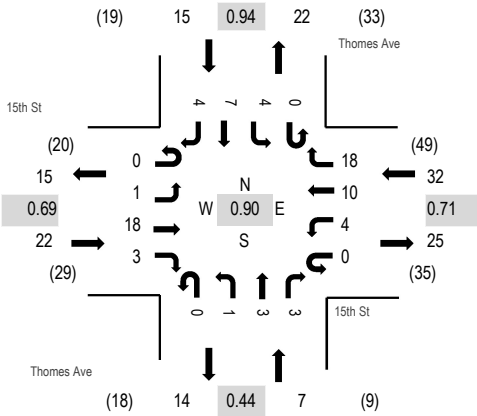 (19) 15 0.94 22 (33)
Thomes Ave
15th St
4 7 4 0
(20) (49)
0 18
15 32
1 N 10
0.69 W 0.90 E 0.71
18 S 4
22 25
3 0
(29) (35)
0 1 3 3
15th St
Thomes Ave
(18) 14 0.44 7 (9)